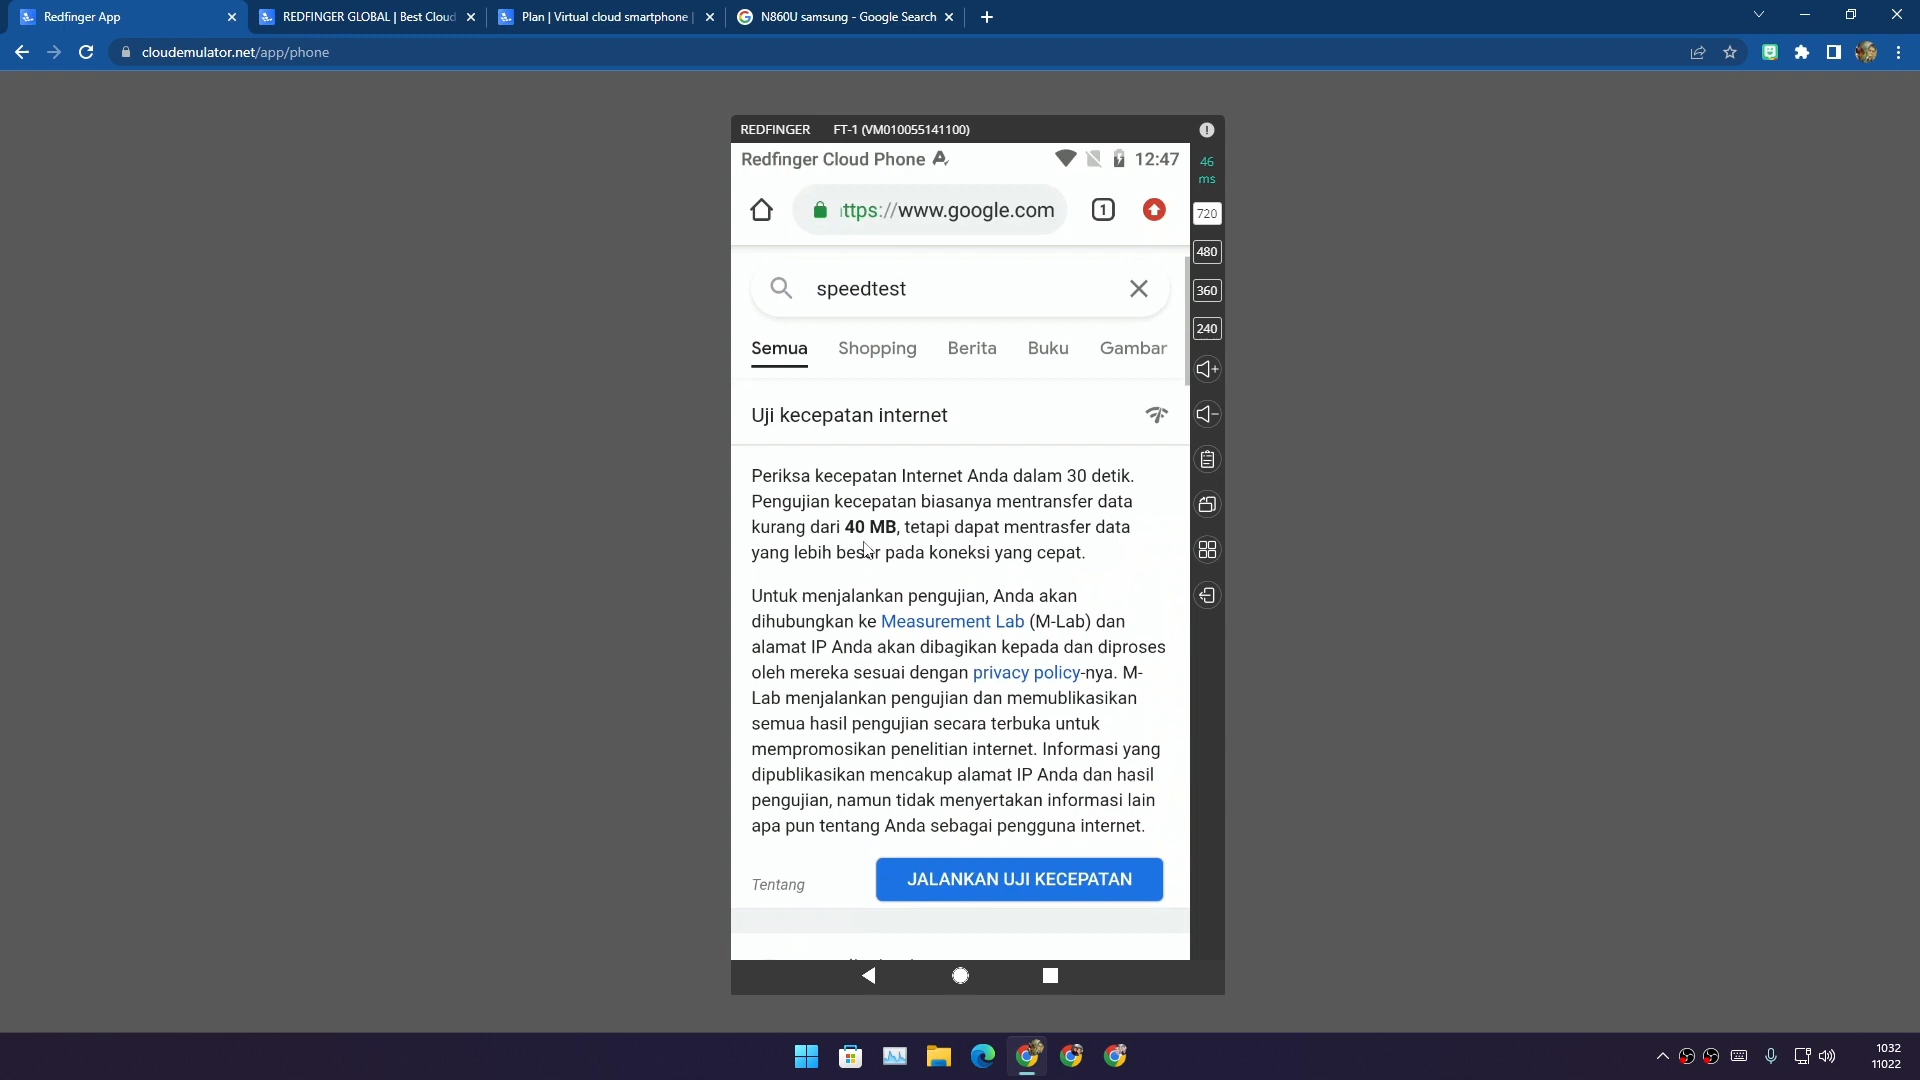 Redfinger App
REDFINGER GLOBAL | Best Cloud
Plan | Virtual cloud smartphone |
N860U samsung - Google Search
cloudemulator.net/app/phone
REDFINGER FT-1 (VM010055141100)
Redfinger Cloud Phone 12:47
46
ms
ttps://www.google.com
1
720
480
360
240
speedtest
Semua Shopping Berita Buku Gambar
Uji kecepatan internet
Periksa kecepatan Internet Anda dalam 30 detik.
Pengujian kecepatan biasanya mentransfer data
kurang dari 40 MB, tetapi dapat mentrasfer data
yang lebih besar pada koneksi yang cepat.
Untuk menjalankan pengujian, Anda akan
dihubungkan ke Measurement Lab (M-Lab) dan
alamat IP Anda akan dibagikan kepada dan diproses
oleh mereka sesuai dengan privacy policy-nya. M-
Lab menjalankan pengujian dan memublikasikan
semua hasil pengujian secara terbuka untuk
mempromosikan penelitian internet. Informasi yang
dipublikasikan mencakup alamat IP Anda dan hasil
pengujian, namun tidak menyertakan informasi lain
apa pun tentang Anda sebagai pengguna internet.
Tentang
JALANKAN UJI KECEPATAN
1032
11022